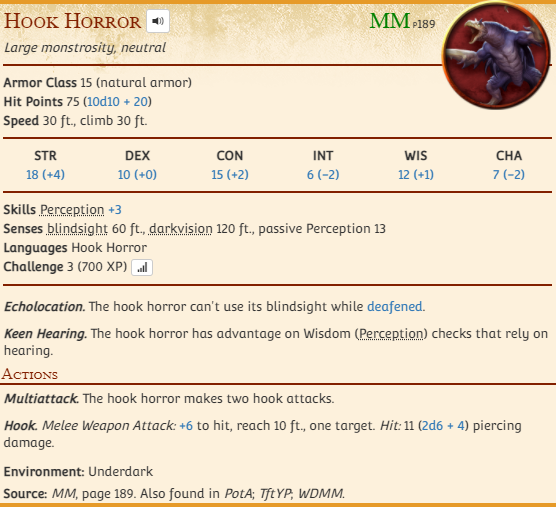 Hook Horror
MM p189
Large monstrosity, neutral
Armor Class 15 (natural armor)
Hit Points 75 (10d10 + 20)
Speed 30 ft., climb 30 ft.
STR DEX CON INT WIS CHA
18 (+4) 10 (+0) 15 (+2) 6 (−2) 12 (+1) 7 (−2)
Skills Perception +3
Senses blindsight 60 ft., darkvision 120 ft., passive Perception 13
Languages Hook Horror
Challenge 3 (700 XP)
Echolocation. The hook horror can't use its blindsight while deafened.
Keen Hearing. The hook horror has advantage on Wisdom (Perception) checks that rely on
hearing.
Actions
Multiattack. The hook horror makes two hook attacks.
Hook. Melee Weapon Attack: +6 to hit, reach 10 ft., one target. Hit: 11 (2d6 + 4) piercing
damage.
Environment: Underdark
Source: MM, page 189. Also found in PotA; TftYP; WDMM.